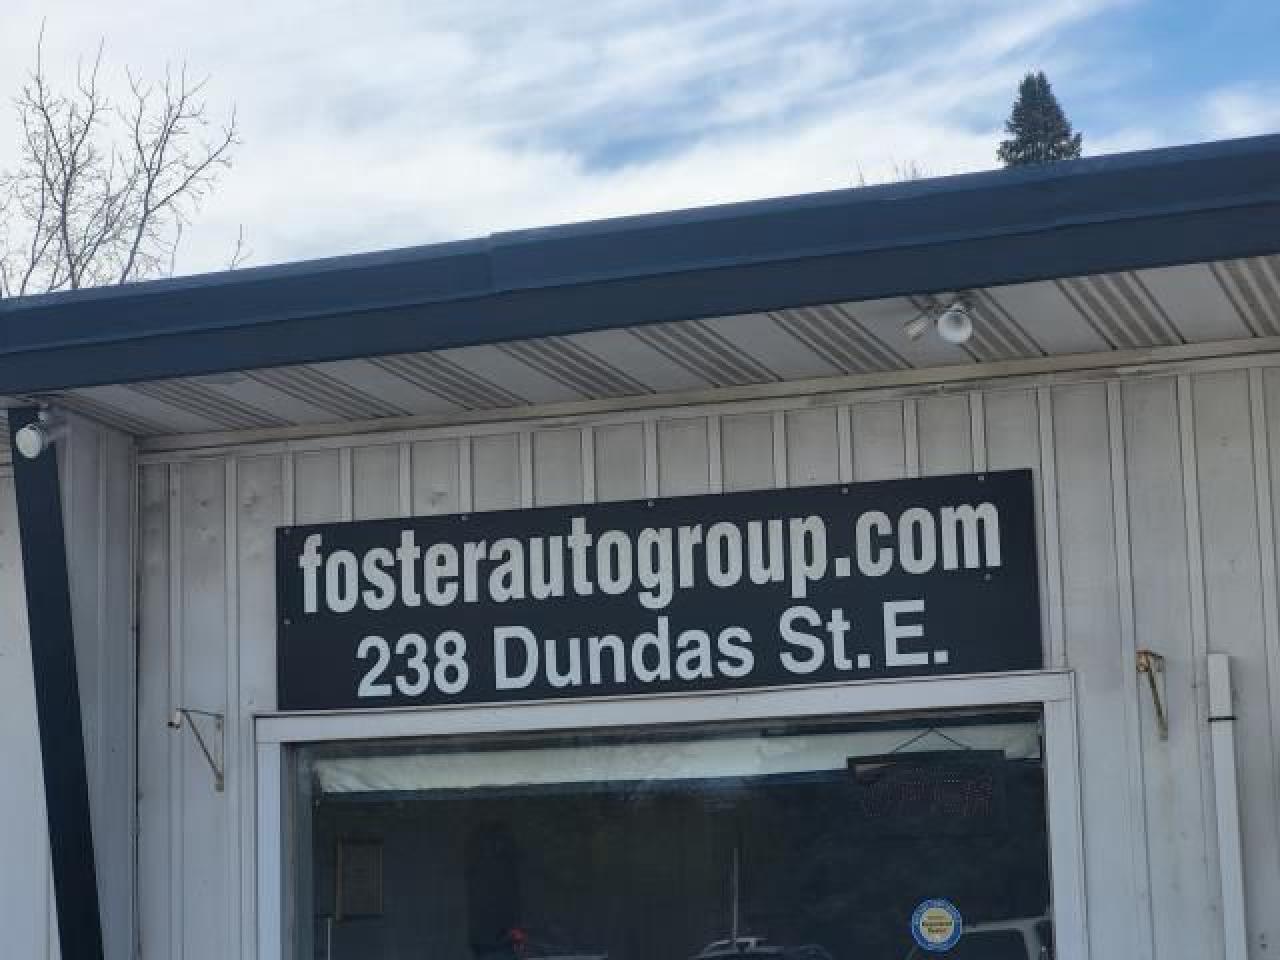 fosterautogroup.com
238 Dundas St. E.